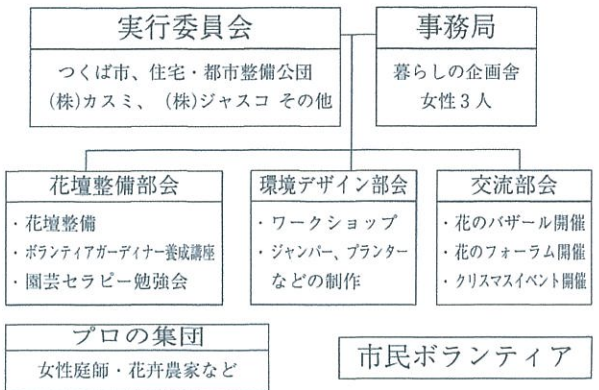 実行委員会
つくば市、住宅・都市整備公団
(株)カスミ、(株)ジャスコ その他
事務局
暮らしの企画舎
女性3人
花壇整備部会
・花壇整備
・ボランティアガーディナー養成講座
・園芸セラピー勉強会
環境デザイン部会
・ワークショップ
・ジャンパー、プランター
などの制作
交流部会
・花のバザール開催
・花のフォーラム開催
・クリスマスイベント開催
プロの集団
女性庭師・花卉農家など
市民ボランティア